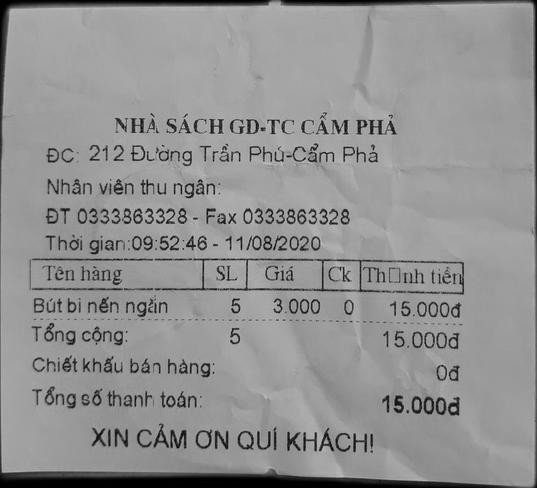 NHÀ SÁCH GD-TC CẨM PHẢ
ĐC: 212 Đường Trần Phú-Cẩm Phả
Nhân viên thu ngân:
ĐT 0333863328 - Fax 0333863328
Thời gian:09:52:46 - 11/08/2020
Tên hàng SL Giá Ck Th□nh tiền
Bút bi nến ngắn 5 3.000 0 15.000đ
Tổng cộng: 5 15.000đ
Chiết khấu bán hàng: 0đ
Tổng số thanh toán: 15.000đ
XIN CẢM ƠN QUÍ KHÁCH!